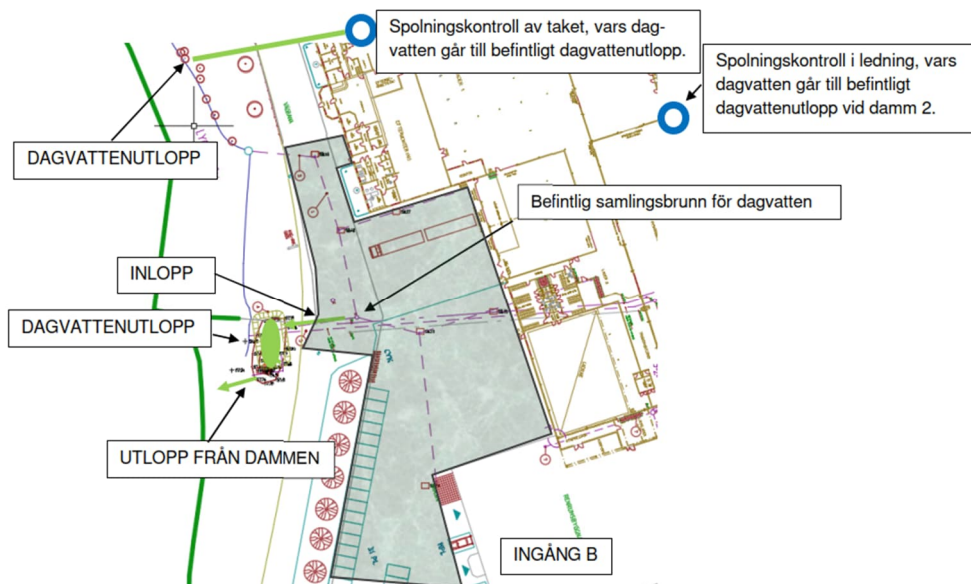 Spolningskontroll av taket, vars dag-
vatten går till befintligt dagvattenutlopp.
Spolningskontroll i ledning, vars
dagvatten går till befintligt
dagvattenutlopp vid damm 2.
DAGVATTENUTLOPP
Befintlig samlingsbrunn för dagvatten
INLOPP
DAGVATTENUTLOPP
UTLOPP FRÅN DAMMEN
INGÅNG B